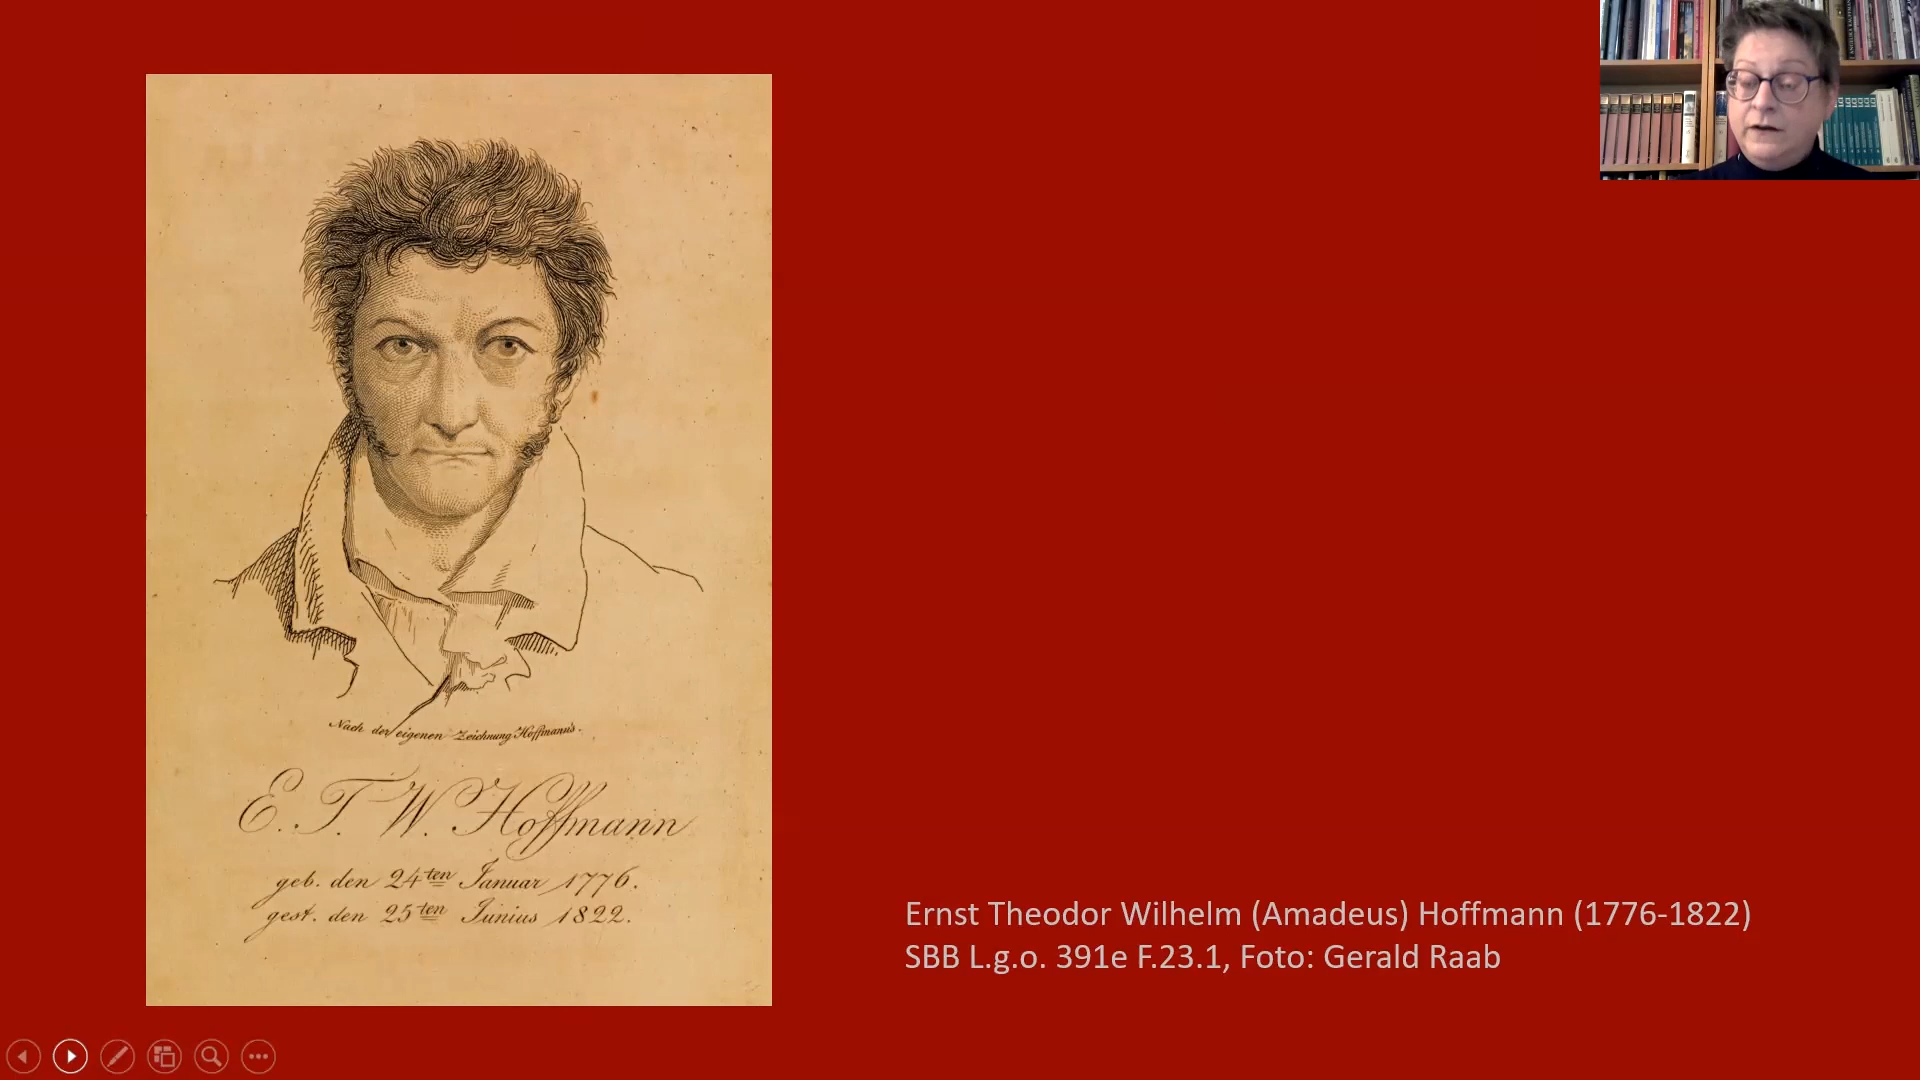 Nach der eigenen Zeichnung Hoffmann's.
E. T. W. Hoffmann
geb. den 24ten Januar 1776.
gest. den 25ten Junius 1822.
Ernst Theodor Wilhelm (Amadeus) Hoffmann (1776-1822)
SBB L.g.o. 391e F.23.1, Foto: Gerald Raab